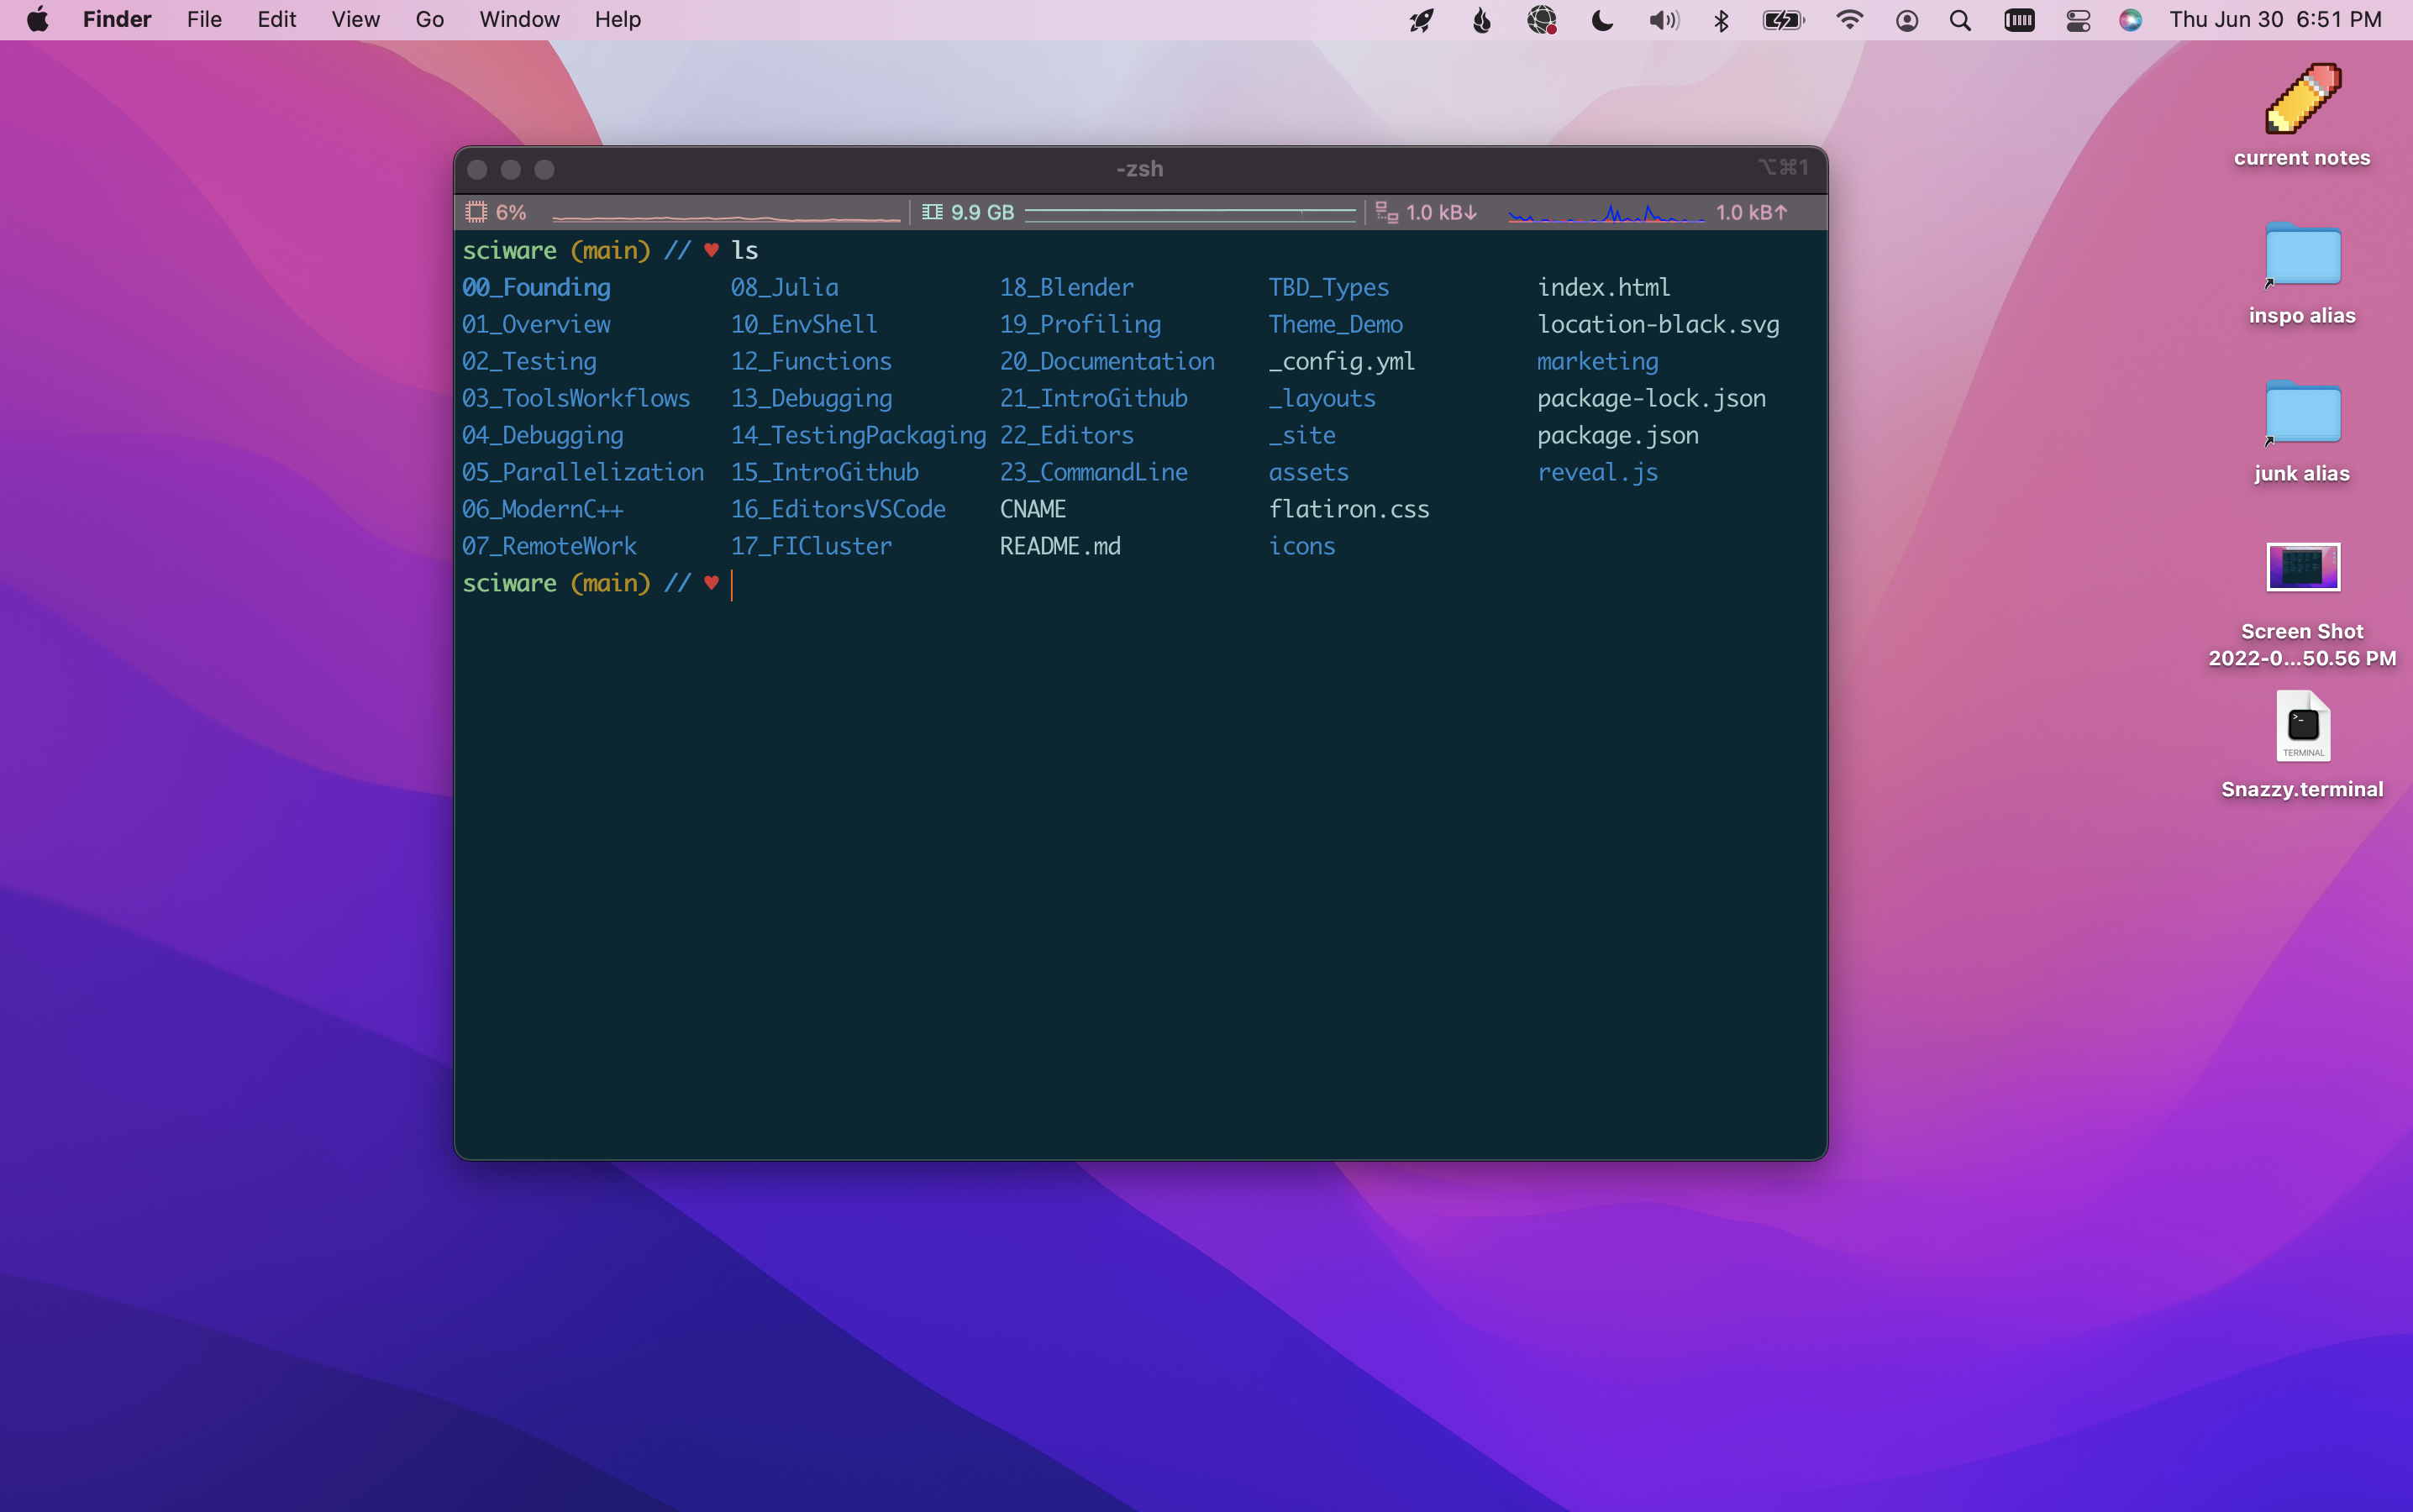 Finder File Edit View Go Window Help Thu Jun 30 6:51 PM
-zsh ⌥⌘1
6% 9.9 GB 1.0 kB↓ 1.0 kB↑
sciware (main) // ♥ ls
00_Founding 08_Julia 18_Blender TBD_Types index.html
01_Overview 10_EnvShell 19_Profiling Theme_Demo location-black.svg
02_Testing 12_Functions 20_Documentation _config.yml marketing
03_ToolsWorkflows 13_Debugging 21_IntroGithub _layouts package-lock.json
04_Debugging 14_TestingPackaging 22_Editors _site package.json
05_Parallelization 15_IntroGithub 23_CommandLine assets reveal.js
06_ModernC++ 16_EditorsVSCode CNAME flatiron.css
07_RemoteWork 17_FICluster README.md icons
sciware (main) // ♥
current notes
inspo alias
junk alias
Screen Shot
2022-0...50.56 PM
>_
TERMINAL
Snazzy.terminal